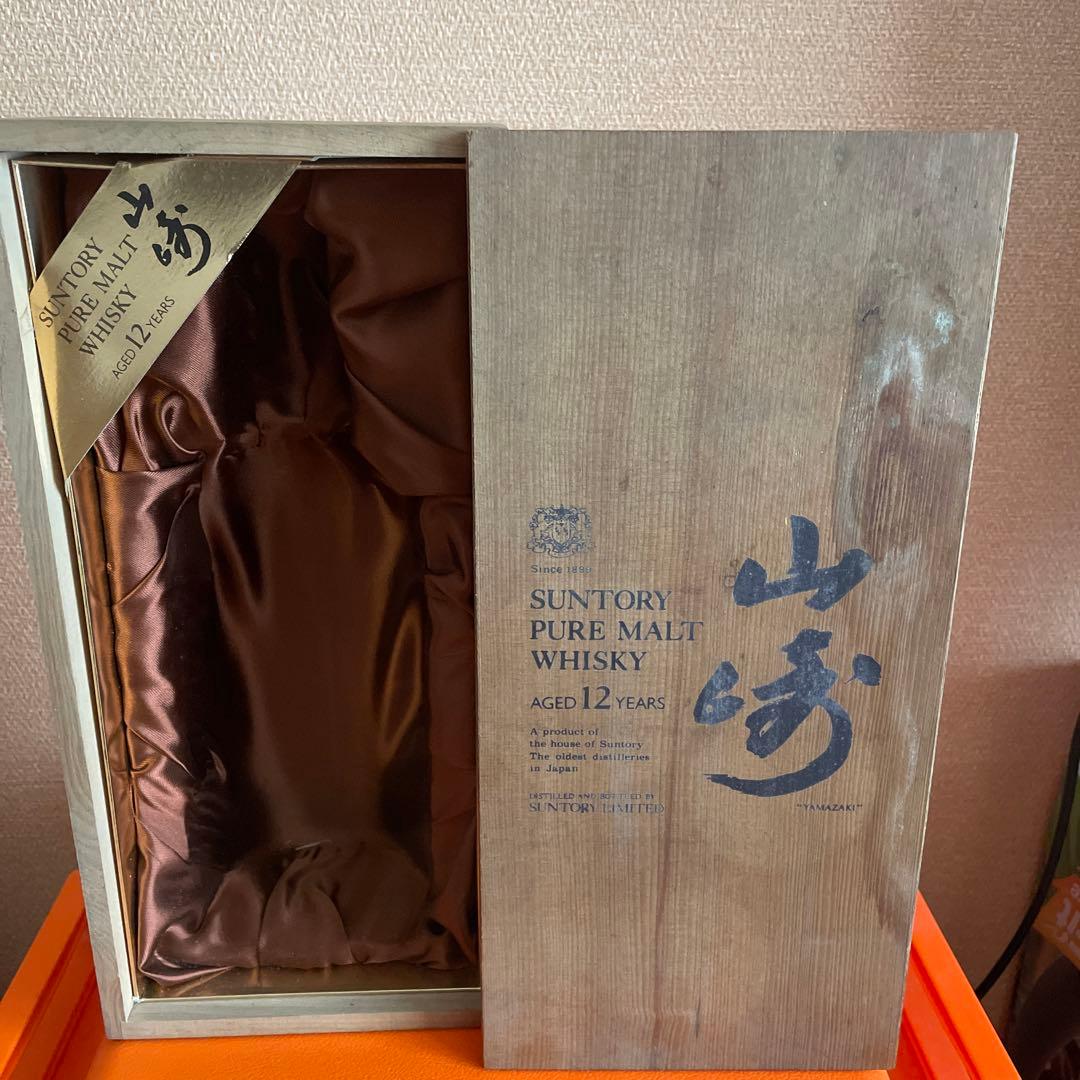 山崎
SUNTORY
PURE MALT
WHISKY
AGED 12 YEARS
Since 1899
SUNTORY
PURE MALT
WHISKY
AGED 12 YEARS
A product of
the house of Suntory
The oldest distilleries
in Japan
DISTILLED AND BOTTLED BY
SUNTORY LIMITED
山崎
"YAMAZAKI"